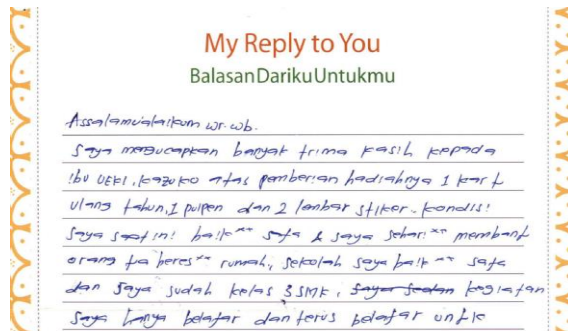 My Reply to You
Balasan Dariku Untukmu
Assalamualaikum wr.wb.
Saya mengucapkan banyak trima kasih kepada
ibu UEKI, kazuko atas pemberian hadiahnya 1 kart
ulang tahun, 1 pulpen dan 2 lembar stiker. kondisi
saya saat ini baik" saja & saya sehari" membant
orang tua beres" rumah, sekolah saya baik" saja
dan saya sudah kelas 3 SMK, saya sedan kegiatan
saya hanya belajar dan terus belajar untk